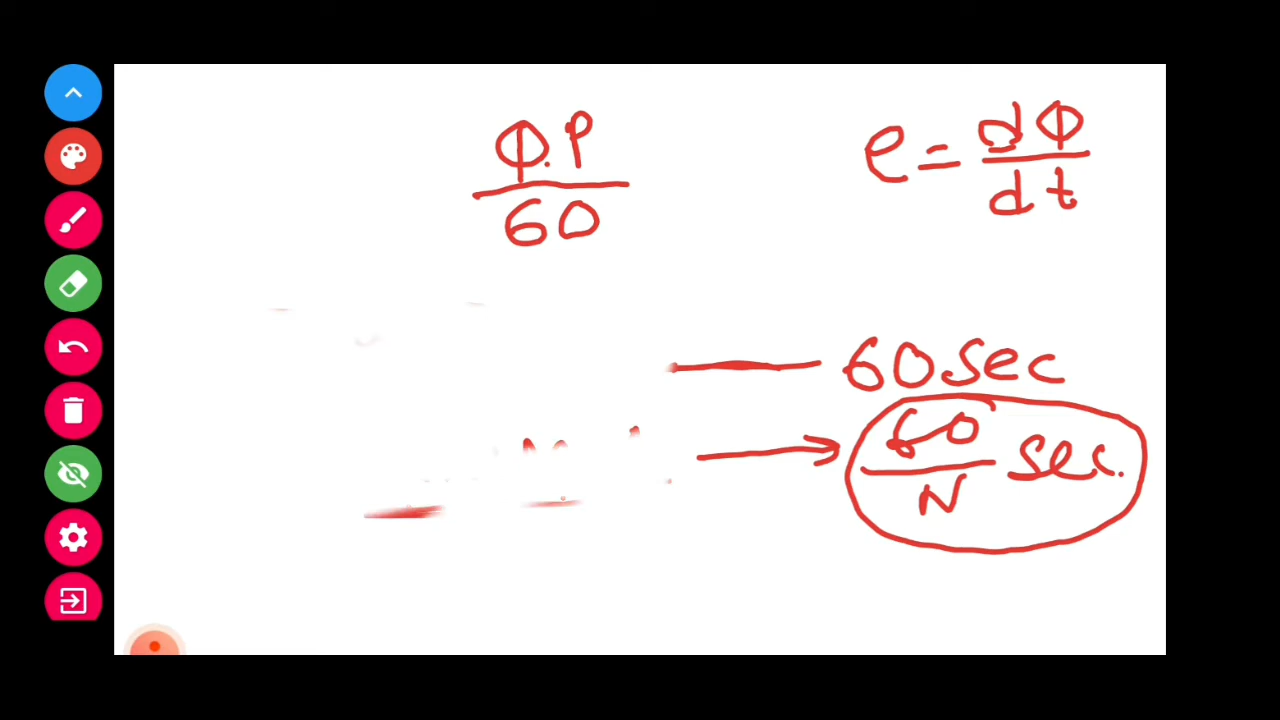 Φ.P
60
e = dΦ
dt
60 sec
60 sec.
N